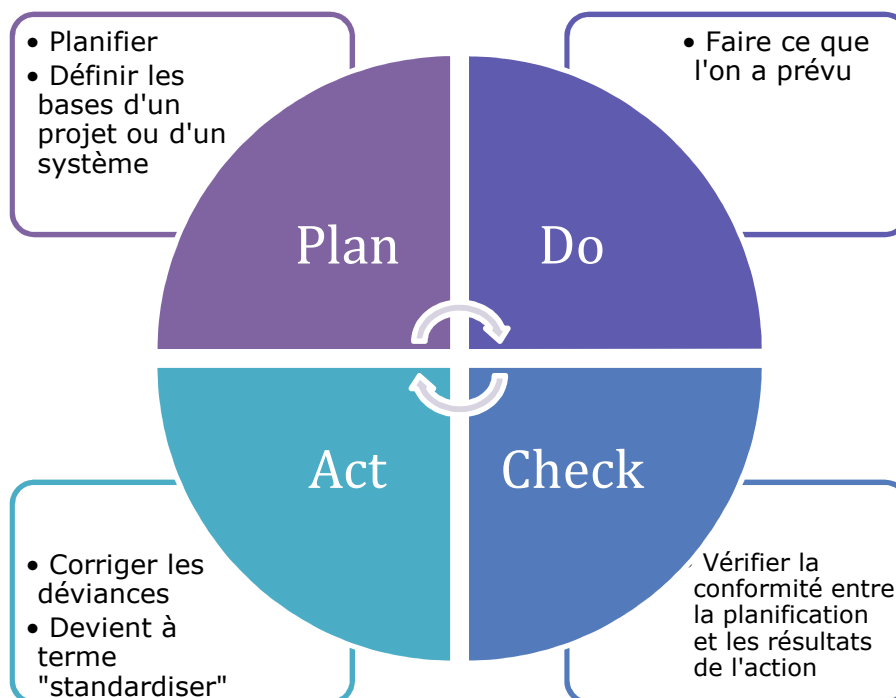 • Planifier
• Définir les
bases d'un
projet ou d'un
système
• Faire ce que
l'on a prévu
Plan
Do
Act
Check
• Corriger les
déviances
• Devient à
terme
"standardiser"
• Vérifier la
conformité entre
la planification
et les résultats
de l'action